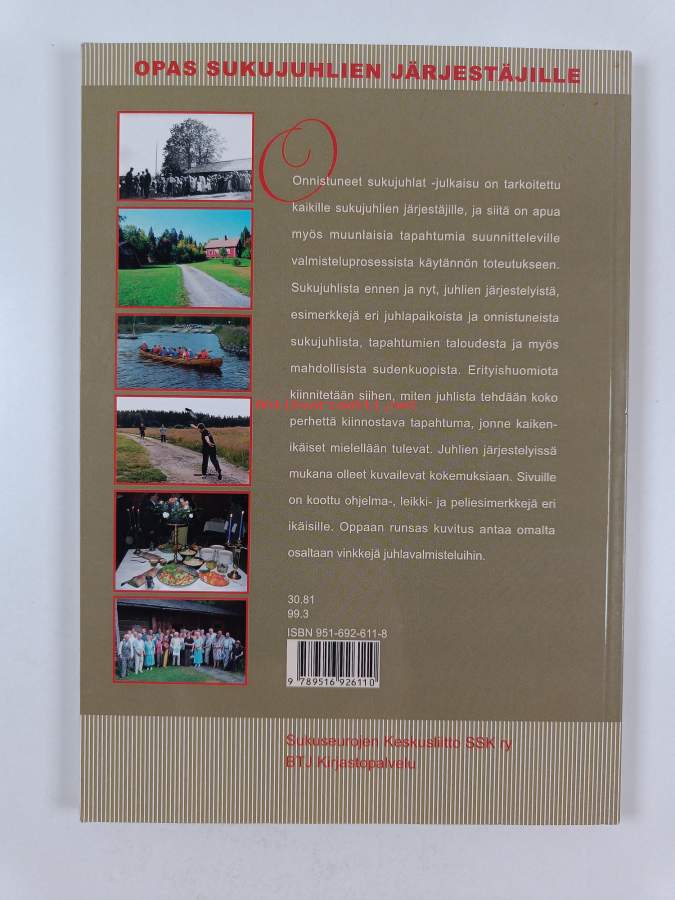 OPAS SUKUJUHLIEN JÄRJESTÄJILLE
Onnistuneet sukujuhlat -julkaisu on tarkoitettu
kaikille sukujuhlien järjestäjille, ja siitä on apua
myös muunlaisia tapahtumia suunnitteleville
valmisteluprosessista käytännön toteutukseen.
Sukujuhlista ennen ja nyt, juhlien järjestelyistä,
esimerkkejä eri juhlapaikoista ja onnistuneista
sukujuhlista, tapahtumien taloudesta ja myös
mahdollisista sudenkuopista. Erityishuomiota
kiinnitetään siihen, miten juhlista tehdään koko
perhettä kiinnostava tapahtuma, jonne kaiken-
ikäiset mielellään tulevat. Juhlien järjestelyissä
mukana olleet kuvailevat kokemuksiaan. Sivuille
on koottu ohjelma-, leikki- ja peliesimerkkejä eri
ikäisille. Oppaan runsas kuvitus antaa omalta
osaltaan vinkkejä juhlavalmisteluihin.
30.81
99.3
ISBN 951-692-611-8
9 789516 926110
Sukuseurojen Keskusliitto SSK ry
BTJ Kirjastopalvelu